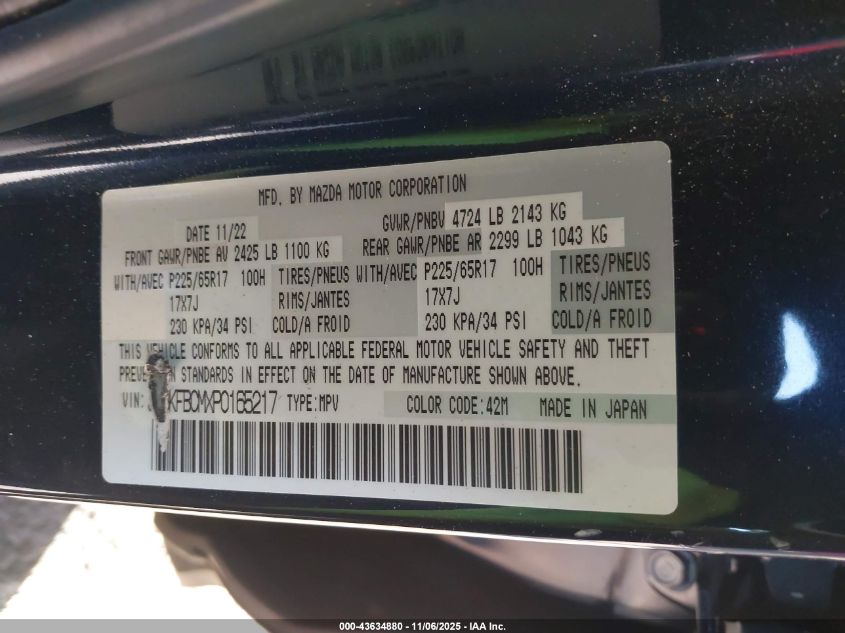 MFD. BY MAZDA MOTOR CORPORATION
DATE 11/22
GVWR/PNBV 4724 LB 2143 KG
FRONT GAWR/PNBE AV 2425 LB 1100 KG REAR GAWR/PNBE AR 2299 LB 1043 KG
WITH/AVEC P225/65R17 100H TIRES/PNEUS WITH/AVEC P225/65R17 100H TIRES/PNEUS
17X7J RIMS/JANTES 17X7J RIMS/JANTES
230 KPA/34 PSI COLD/A FROID 230 KPA/34 PSI COLD/A FROID
THIS VEHICLE CONFORMS TO ALL APPLICABLE FEDERAL MOTOR VEHICLE SAFETY AND THEFT
PREVENTION STANDARDS IN EFFECT ON THE DATE OF MANUFACTURE SHOWN ABOVE.
VIN: KFBCMXP0165217 TYPE:MPV COLOR CODE:42M MADE IN JAPAN
000-43634880 - 11/06/2025 - IAA Inc.